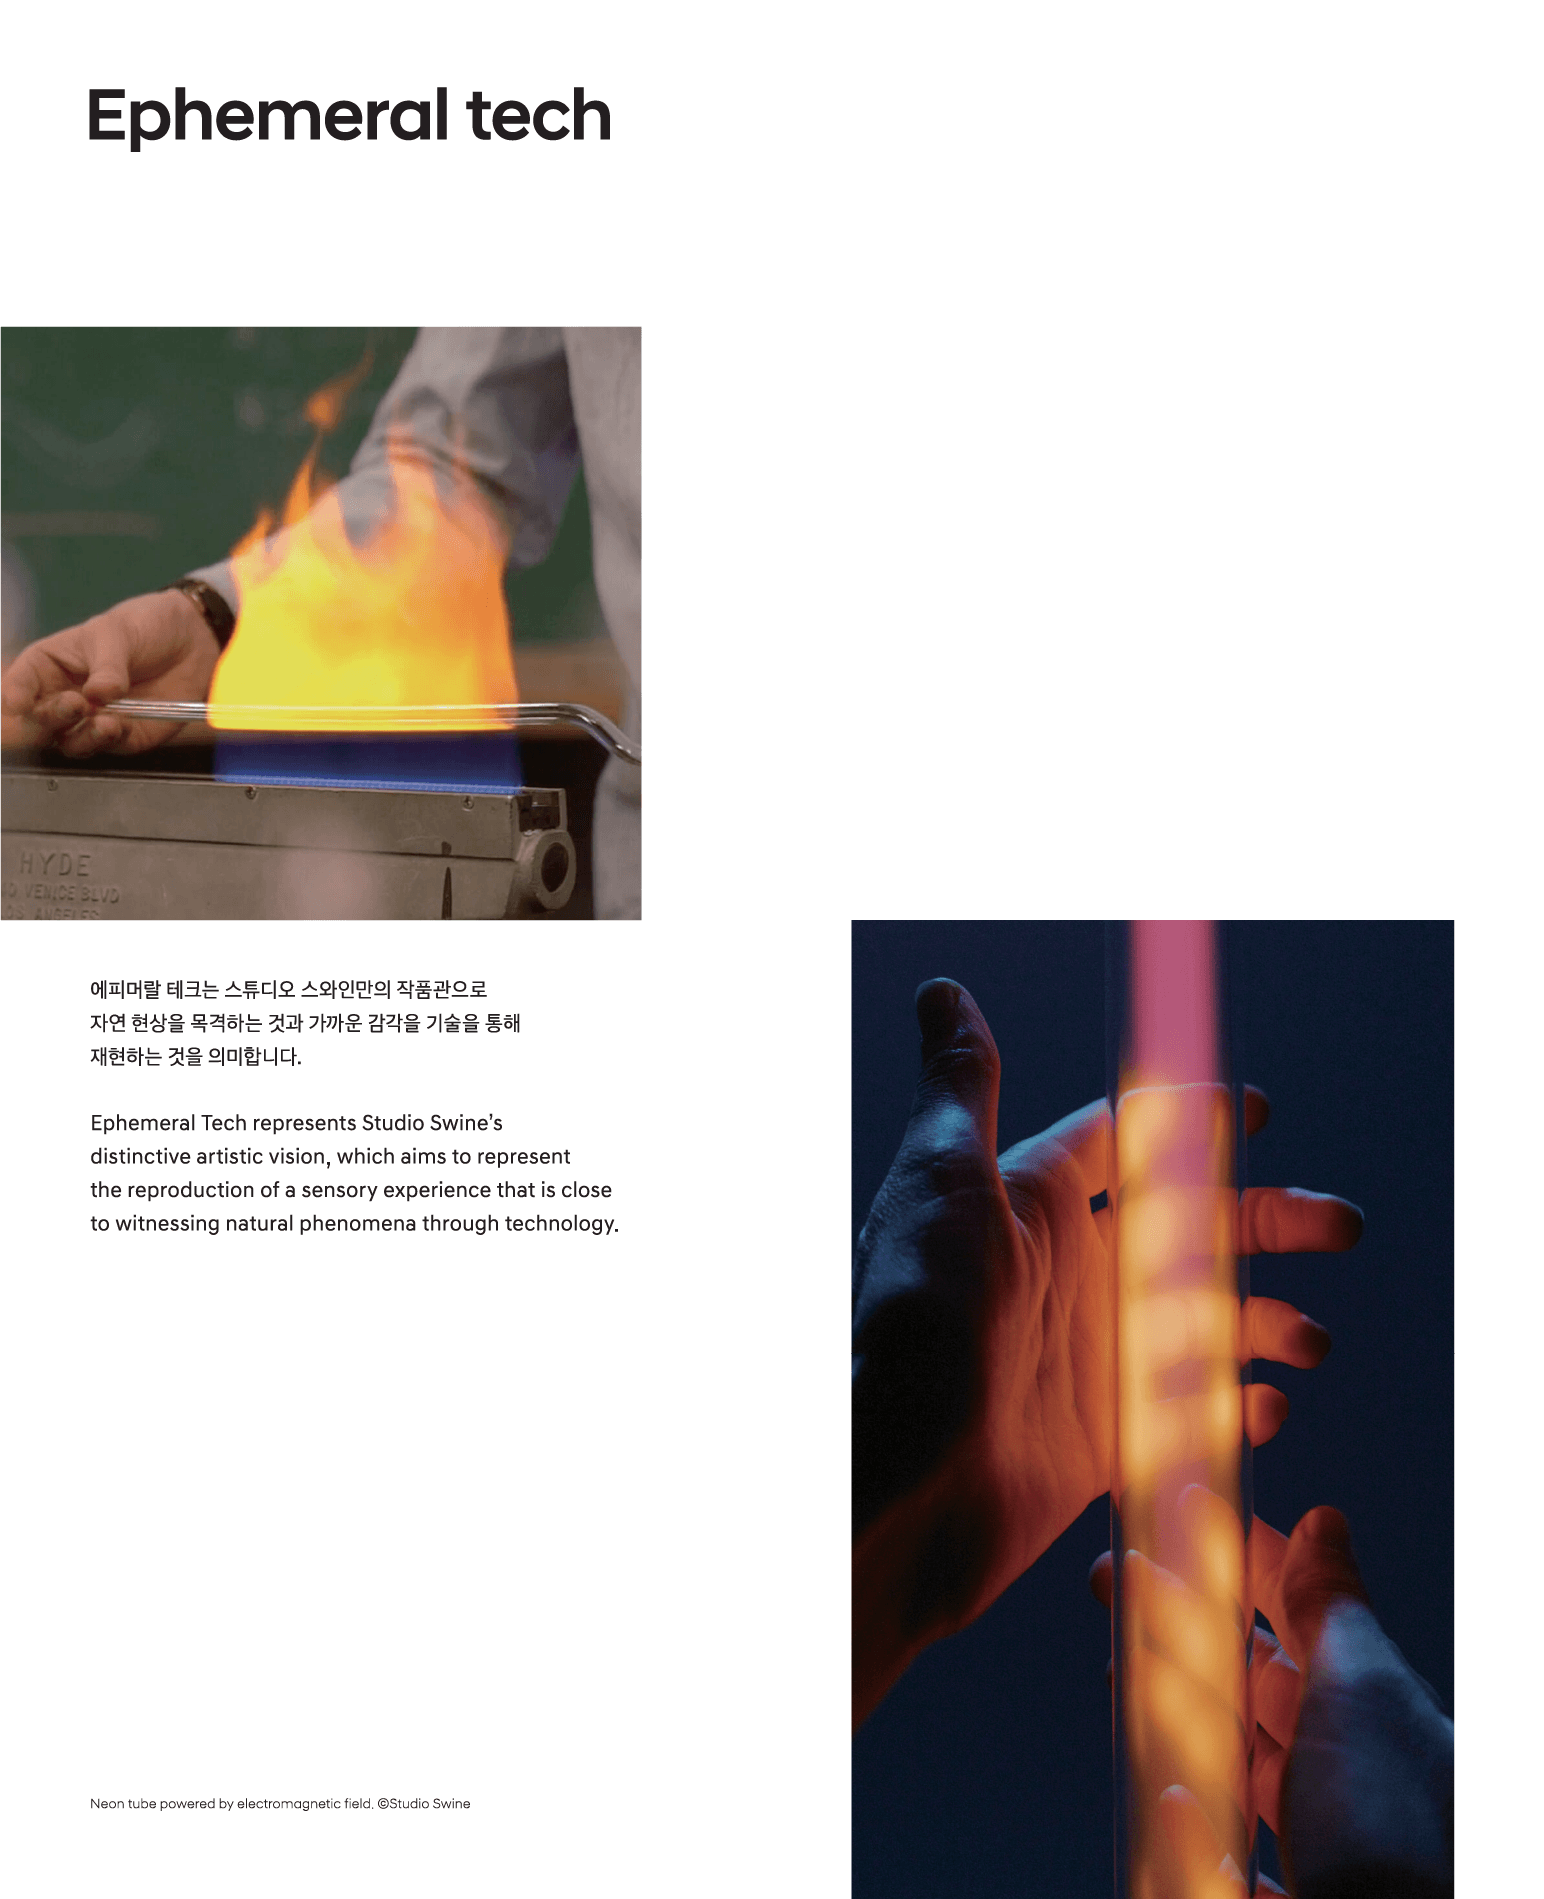 Ephemeral tech
HYDE
VENICE BLVD
ANGELES
에피머랄 테크는 스튜디오 스와인만의 작품관으로
자연 현상을 목격하는 것과 가까운 감각을 기술을 통해
재현하는 것을 의미합니다.
Ephemeral Tech represents Studio Swine’s
distinctive artistic vision, which aims to represent
the reproduction of a sensory experience that is close
to witnessing natural phenomena through technology.
Neon tube powered by electromagnetic field. ©Studio Swine